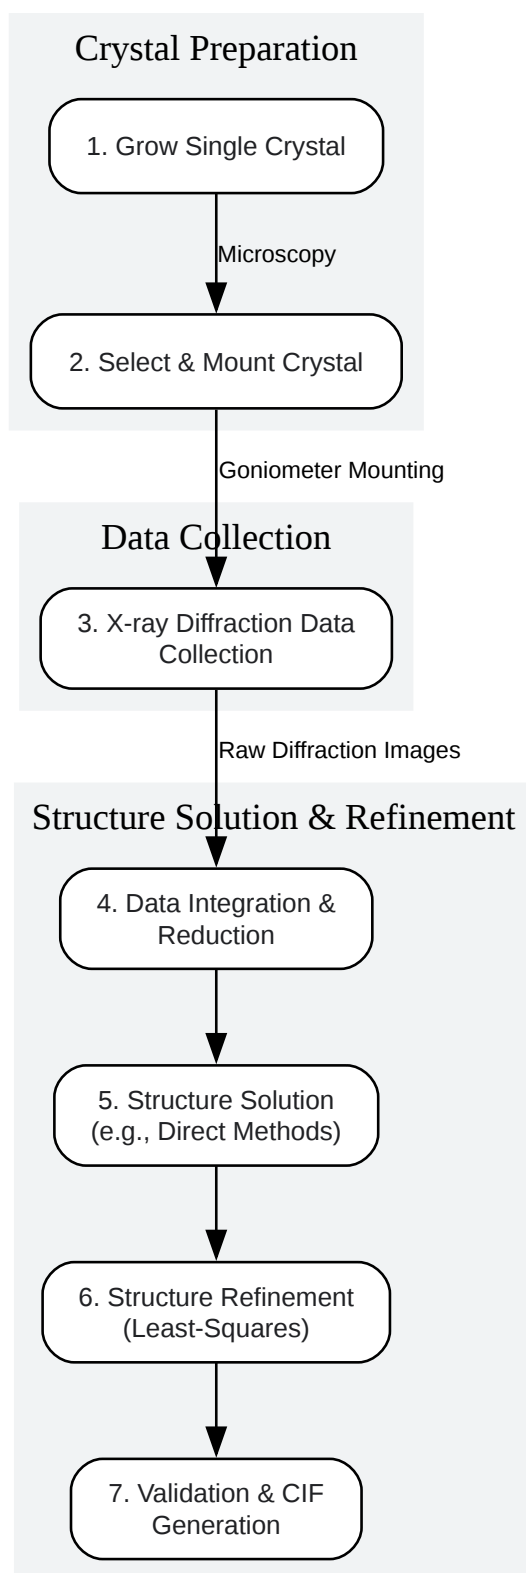 Crystal Preparation
1. Grow Single Crystal
Microscopy
2. Select & Mount Crystal
Goniometer Mounting
Data Collection
3. X-ray Diffraction Data
Collection
Raw Diffraction Images
Structure Solution & Refinement
4. Data Integration &
Reduction
5. Structure Solution
(e.g., Direct Methods)
6. Structure Refinement
(Least-Squares)
7. Validation & CIF
Generation